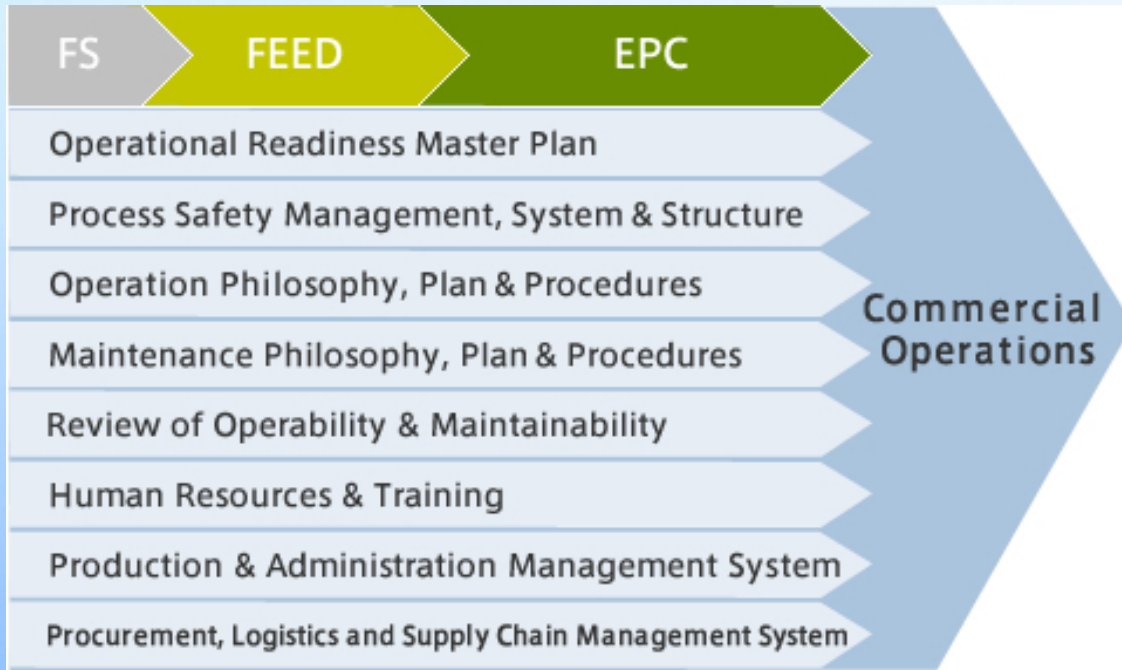 FS FEED EPC
Operational Readiness Master Plan
Process Safety Management, System & Structure
Operation Philosophy, Plan & Procedures
Maintenance Philosophy, Plan & Procedures
Review of Operability & Maintainability
Human Resources & Training
Production & Administration Management System
Procurement, Logistics and Supply Chain Management System
Commercial
Operations